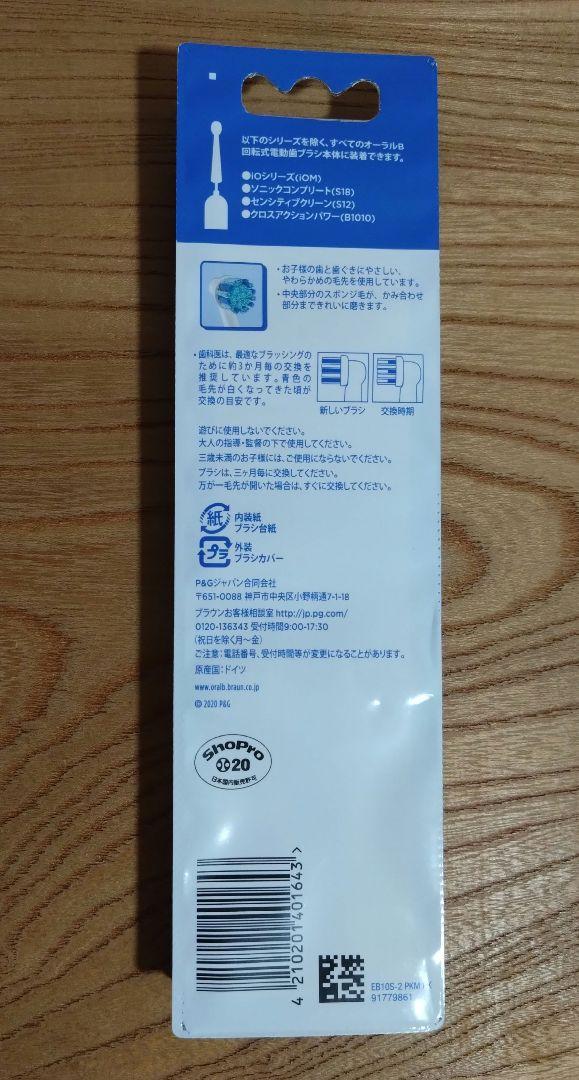 以下のシリーズを除く、すべてのオーラルB
回転式電動歯ブラシ本体に装着できます。
●iOシリーズ(iOM)
●ソニックコンプリート(S18)
●センシティブクリーン(S12)
●クロスアクションパワー(B1010)
・お子様の歯と歯ぐきにやさしい、
やわらかめの毛先を使用しています。
・中央部分のスポンジ毛が、かみ合わせ
部分まできれいに磨きます。
・歯科医は、最適なブラッシングの
ために約3か月毎の交換を
推奨しています。青色の
毛先が白くなってきた頃が
交換の目安です。
新しいブラシ 交換時期
遊びに使用しないでください。
大人の指導・監督の下で使用してください。
三歳未満のお子様には、ご使用にならないでください。
ブラシは、三ヶ月毎に交換してください。
万が一毛先が開いた場合は、すぐに交換してください。
紙 内装紙
ブラシ台紙
プラ 外装
ブラシカバー
P&Gジャパン合同会社
〒651-0088 神戸市中央区小野柄通7-1-18
ブラウンお客様相談室 http://jp.pg.com/
0120-136343 受付時間9:00-17:30
(祝日を除く月〜金)
ご注意:電話番号、受付時間等が変更になることがあります。
原産国:ドイツ
www.oralb.braun.co.jp
© 2020 P&G
ShoPro
20
日本国内販売許可
4 210201 401643 >
EB10S-2 PKM
91779861